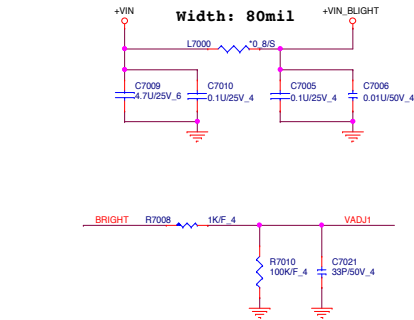 +VIN
Width: 80mil
+VIN_BLIGHT
L7000
*0_8/S
C7009
4.7U/25V_6
C7010
0.1U/25V_4
C7005
0.1U/25V_4
C7006
0.01U/50V_4
BRIGHT
R7008
1K/F_4
VADJ1
R7010
100K/F_4
C7021
33P/50V_4